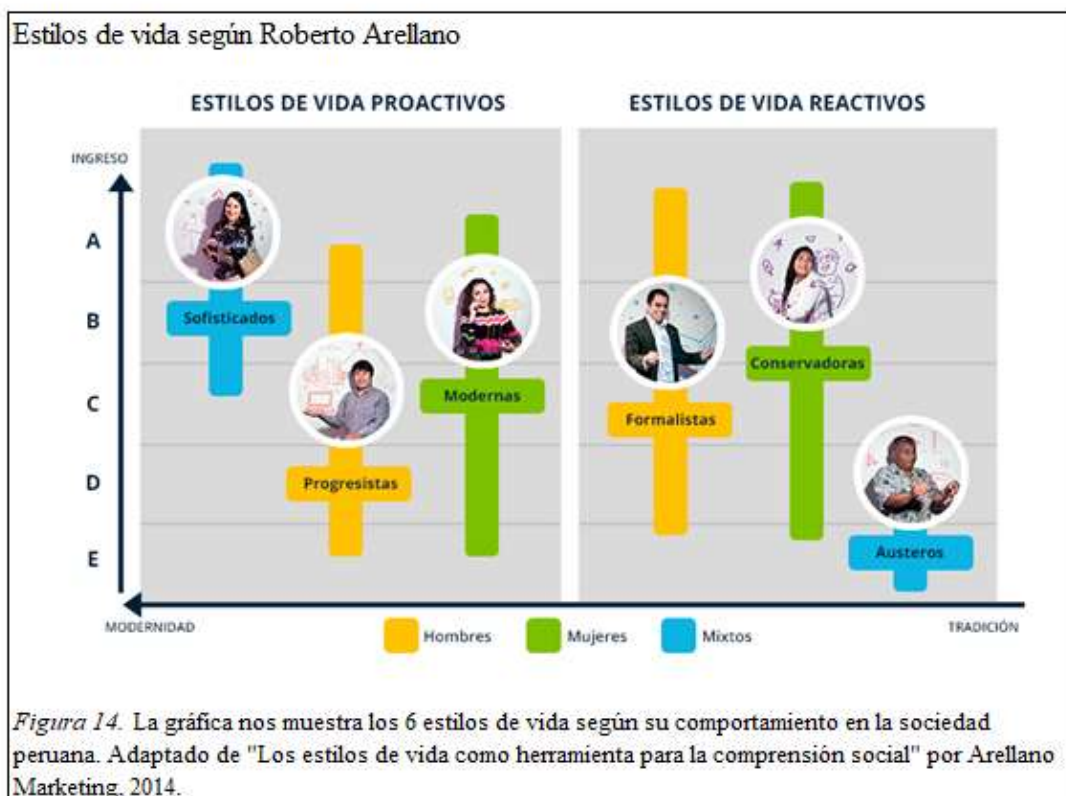 Estilos de vida según Roberto Arellano
ESTILOS DE VIDA PROACTIVOS
ESTILOS DE VIDA REACTIVOS
INGRESO
A
B
C
D
E
Sofisticados
Progresistas
Modernas
Formalistas
Conservadoras
Austeros
MODERNIDAD
TRADICIÓN
Hombres
Mujeres
Mixtos
Figura 14. La gráfica nos muestra los 6 estilos de vida según su comportamiento en la sociedad
peruana. Adaptado de "Los estilos de vida como herramienta para la comprensión social" por Arellano
Marketing, 2014.